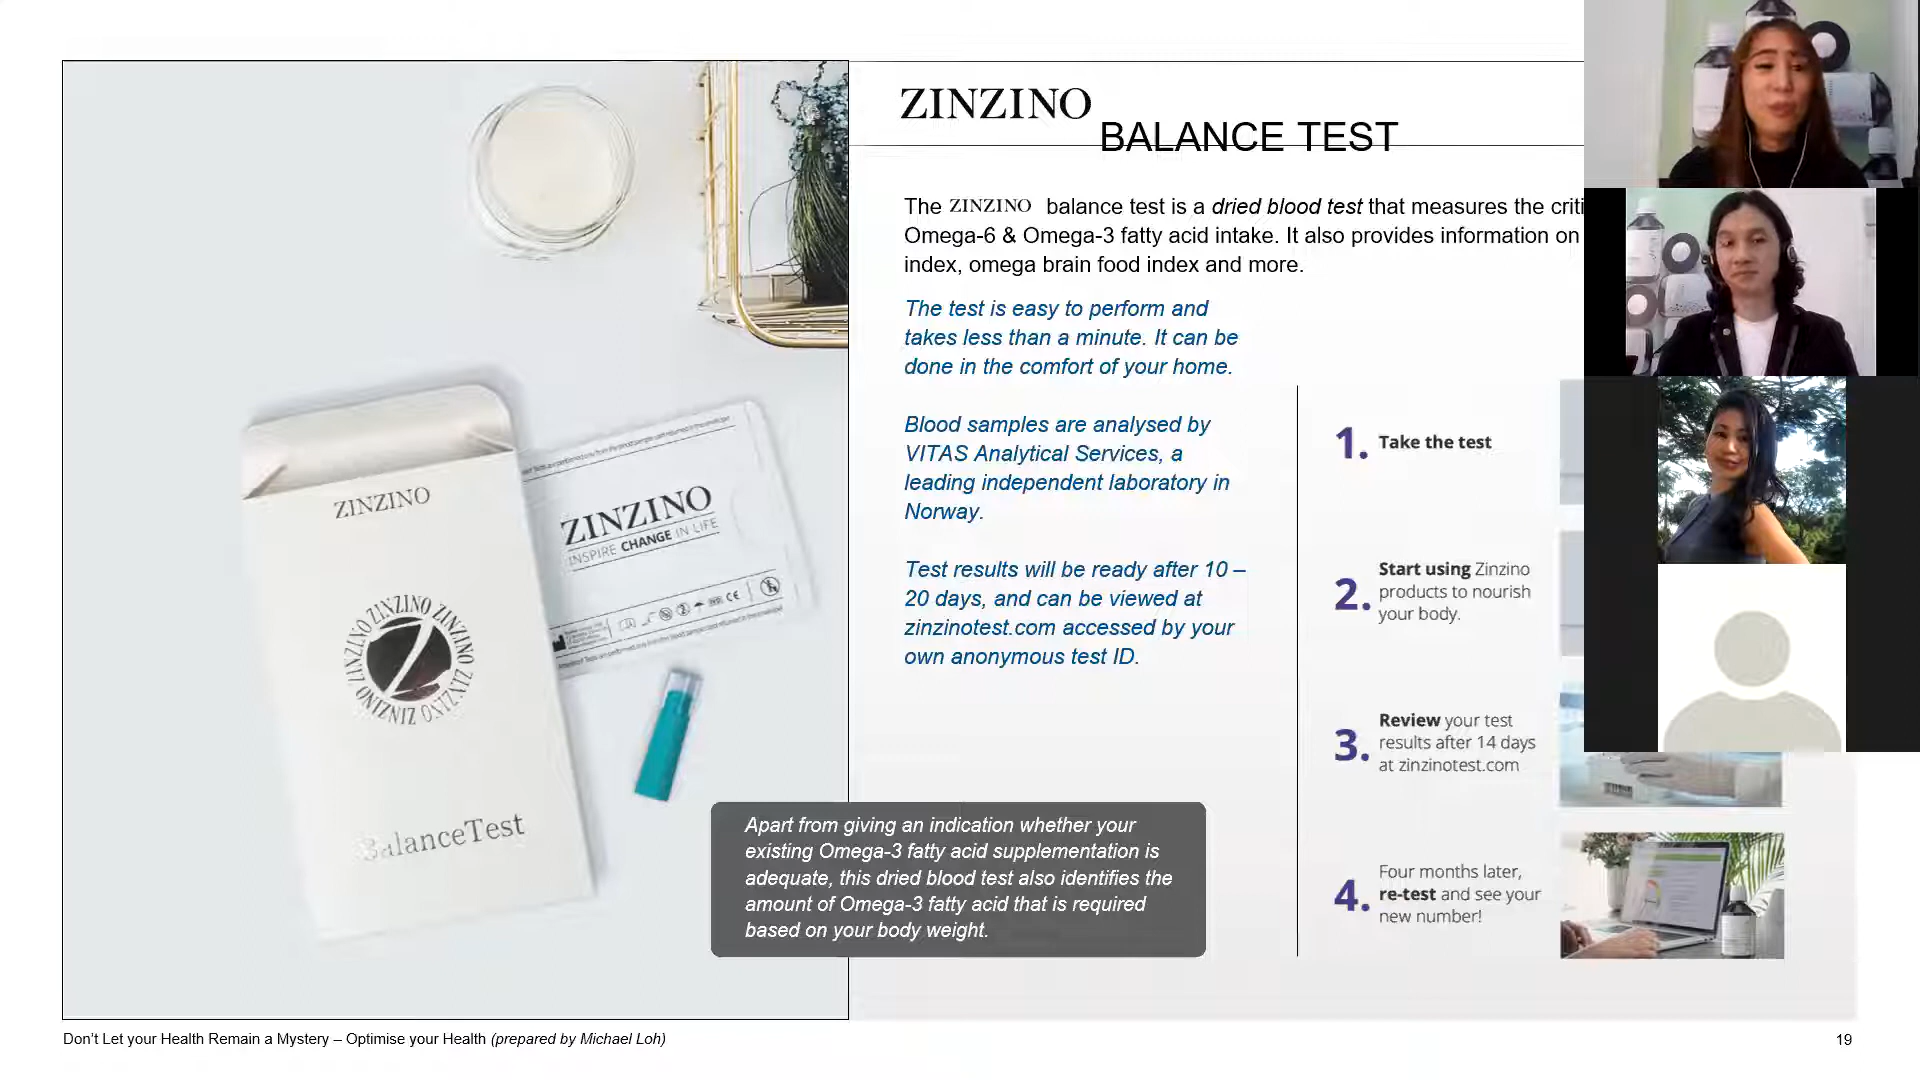 ZINZINO
BALANCE TEST
The ZINZINO balance test is a dried blood test that measures the criti
Omega-6 & Omega-3 fatty acid intake. It also provides information on
index, omega brain food index and more.
The test is easy to perform and
takes less than a minute. It can be
done in the comfort of your home.
Blood samples are analysed by
VITAS Analytical Services, a
leading independent laboratory in
Norway.
Test results will be ready after 10 –
20 days, and can be viewed at
zinzinotest.com accessed by your
own anonymous test ID.
1. Take the test
2. Start using Zinzino
products to nourish
your body.
3. Review your test
results after 14 days
at zinzinotest.com
4. Four months later,
re-test and see your
new number!
ZINZINO
ZINZINO ZINZINO ZINZINO ZINZINO
Z
BalanceTest
ZINZINO
INSPIRE CHANGE IN LIFE
Apart from giving an indication whether your
existing Omega-3 fatty acid supplementation is
adequate, this dried blood test also identifies the
amount of Omega-3 fatty acid that is required
based on your body weight.
Don't Let your Health Remain a Mystery – Optimise your Health (prepared by Michael Loh)
19